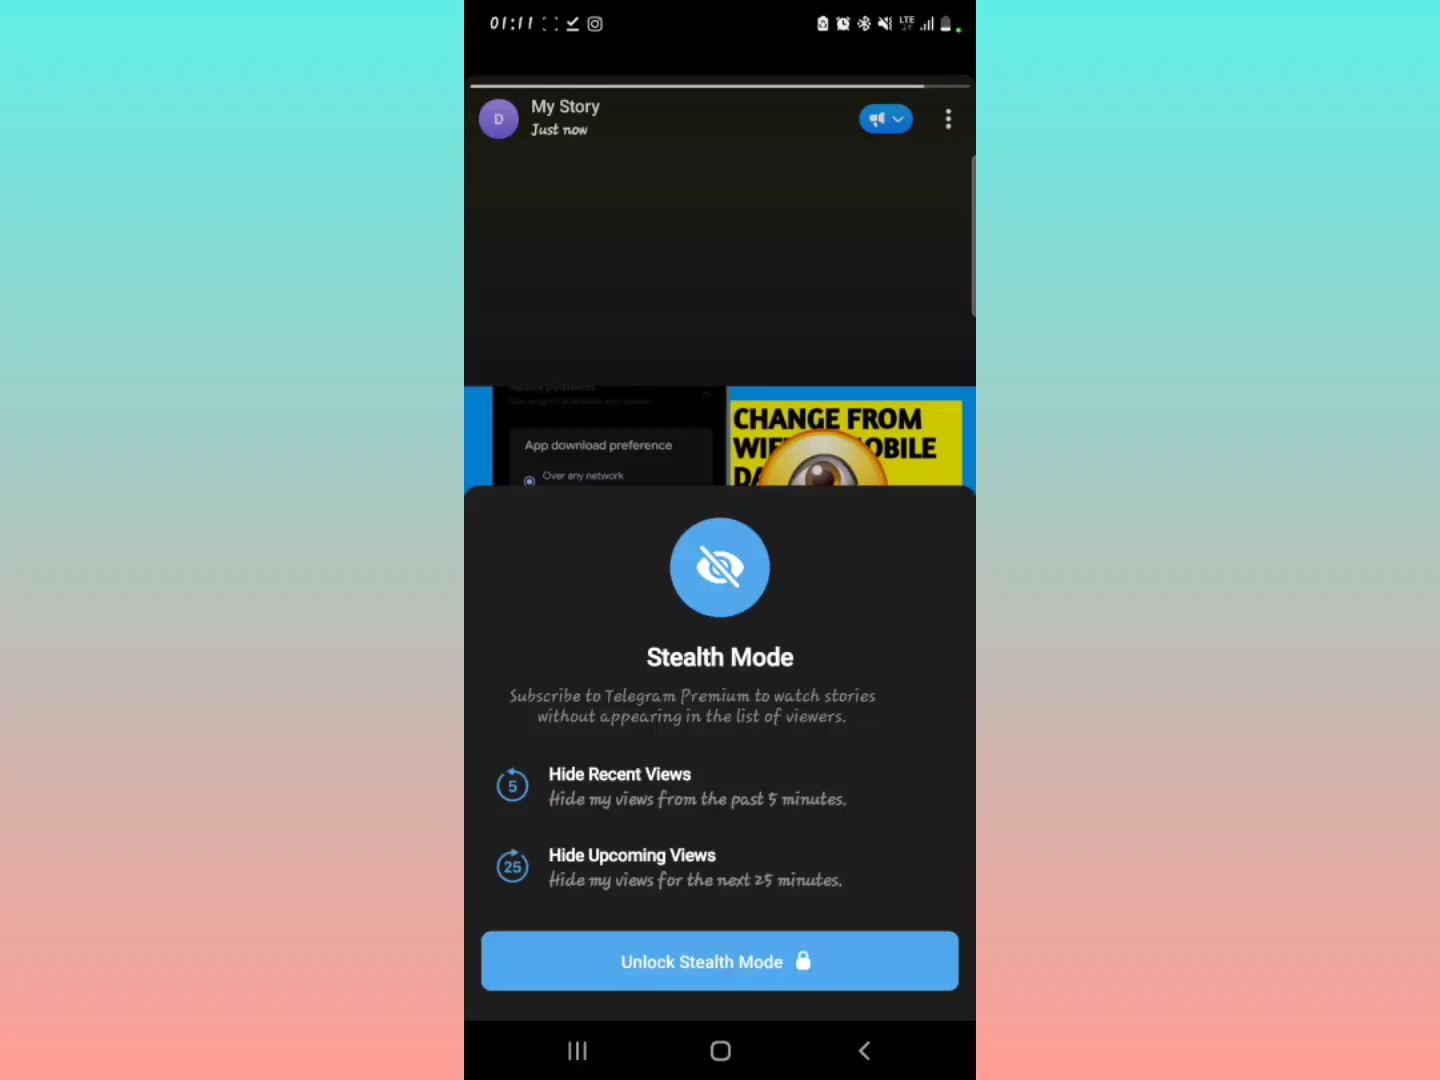 01:11
LTE
D
My Story
Just now
App download preference
Over any network
CHANGE FROM
5
Stealth Mode
Subscribe to Telegram Premium to watch stories
without appearing in the list of viewers.
Hide Recent Views
Hide my views from the past 5 minutes.
25
Hide Upcoming Views
Hide my views for the next 25 minutes.
Unlock Stealth Mode